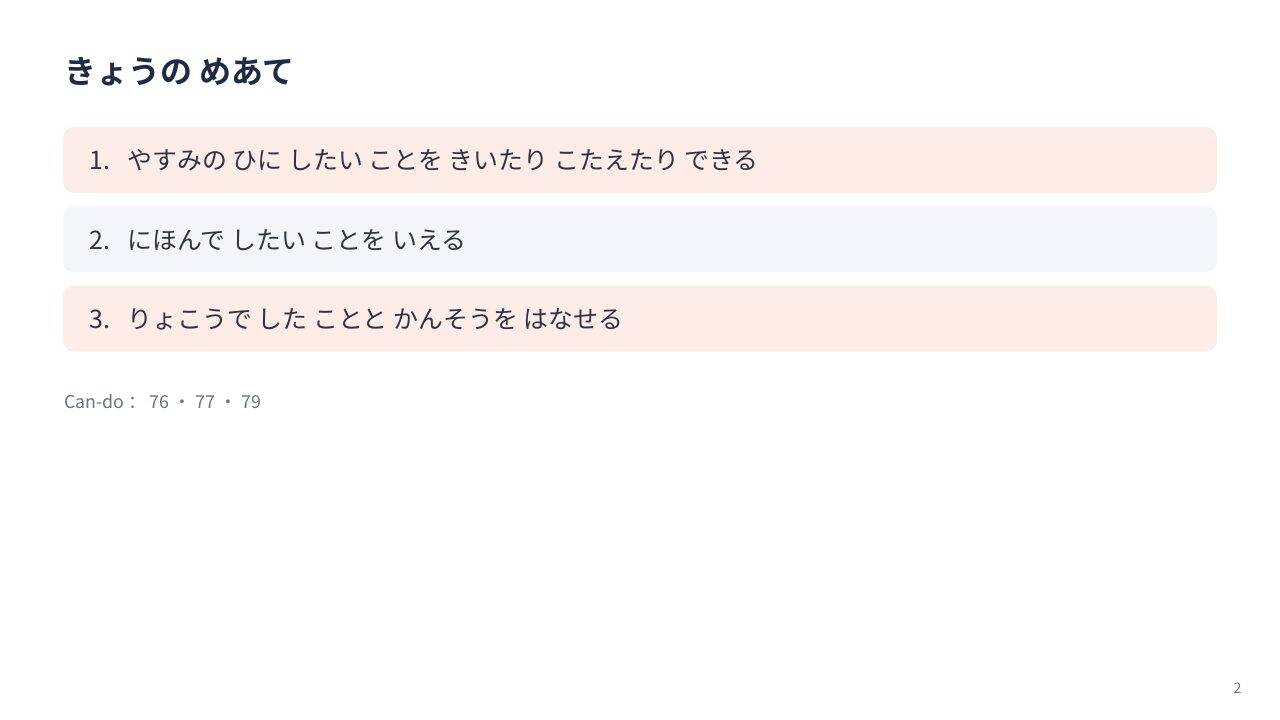 きょうの めあて
1. やすみの ひに したい ことを きいたり こたえたり できる
2. にほんで したい ことを いえる
3. りょこうで した ことと かんそうを はなせる
Can-do： 76 ・ 77 ・ 79
2